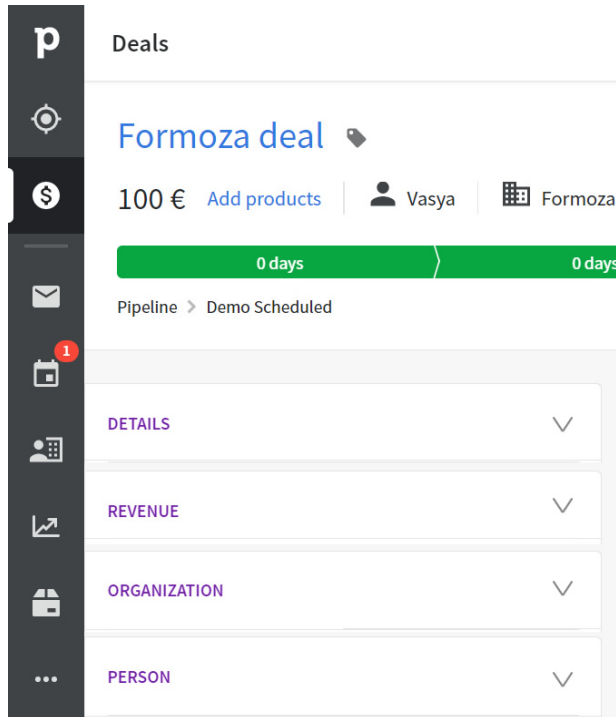 p
Deals
Formoza deal
100 € Add products Vasya Formoza
0 days 0 days
Pipeline > Demo Scheduled
1
DETAILS
REVENUE
ORGANIZATION
PERSON